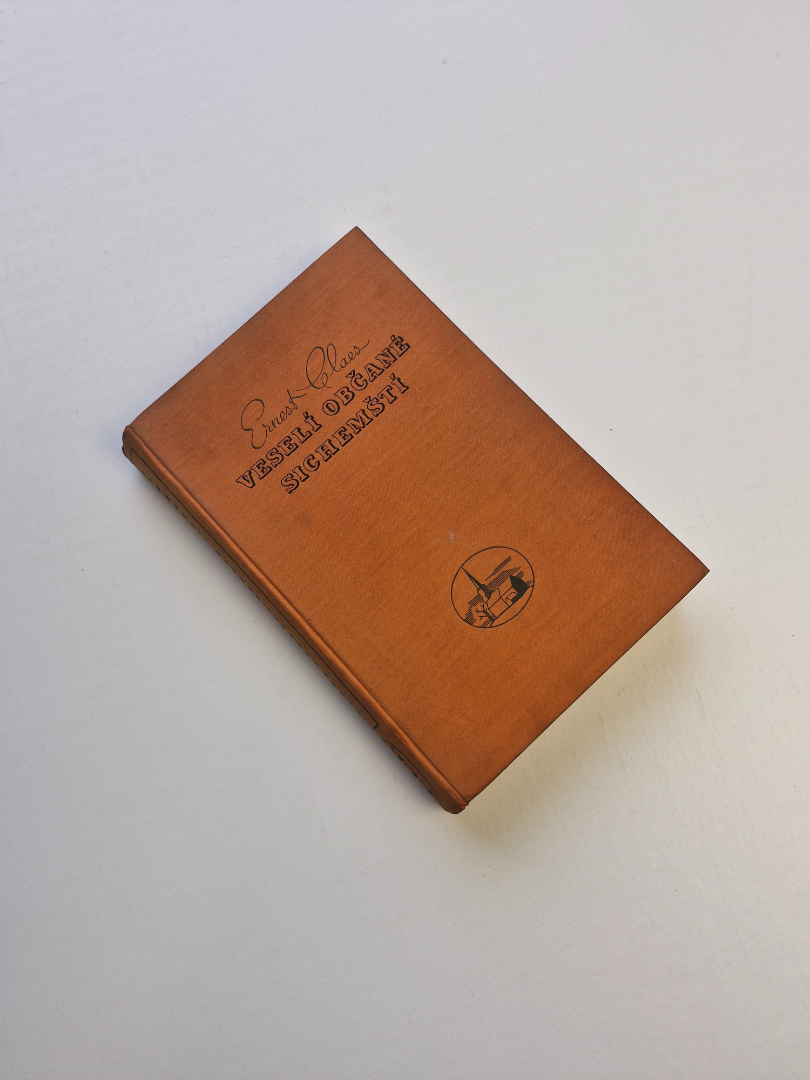 Ernest Claes
VESELÍ OBČANÉ
SICHEMŠTÍ